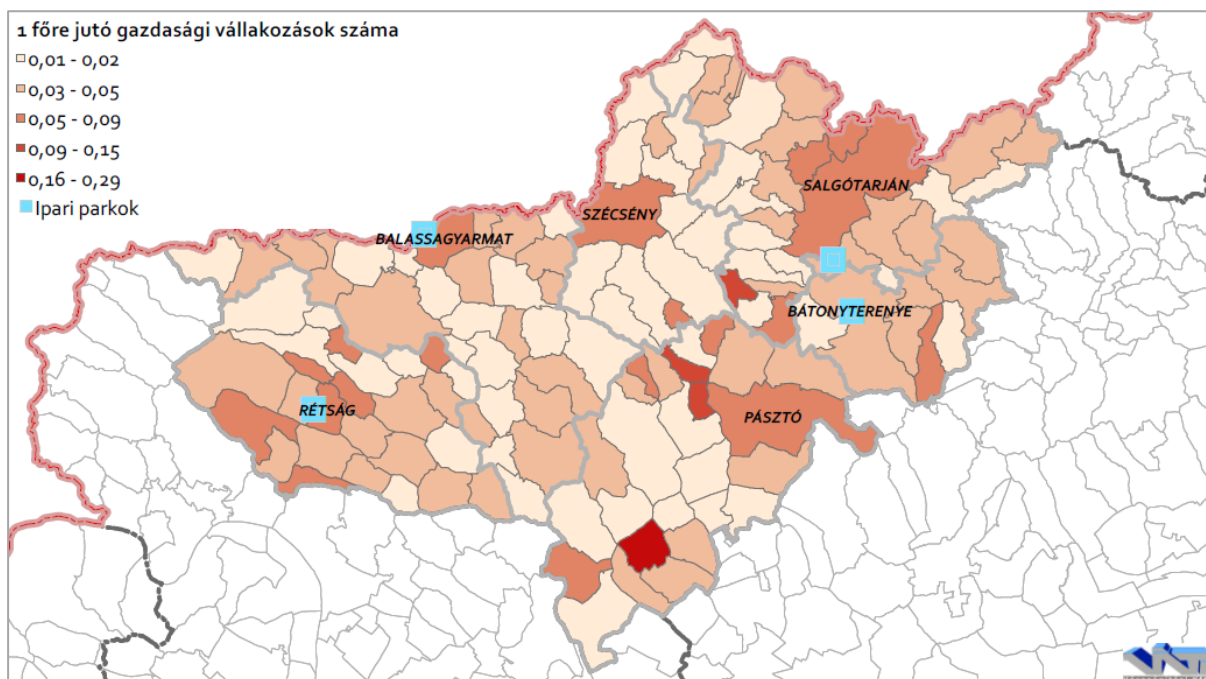 1 főre jutó gazdasági vállakozások száma
0,01 - 0,02
0,03 - 0,05
0,05 - 0,09
0,09 - 0,15
0,16 - 0,29
Ipari parkok
SALGÓTARJÁN
SZÉCSÉNY
BALASSAGYARMAT
BÁTONYTERENYE
RÉTSÁG
PÁSZTÓ